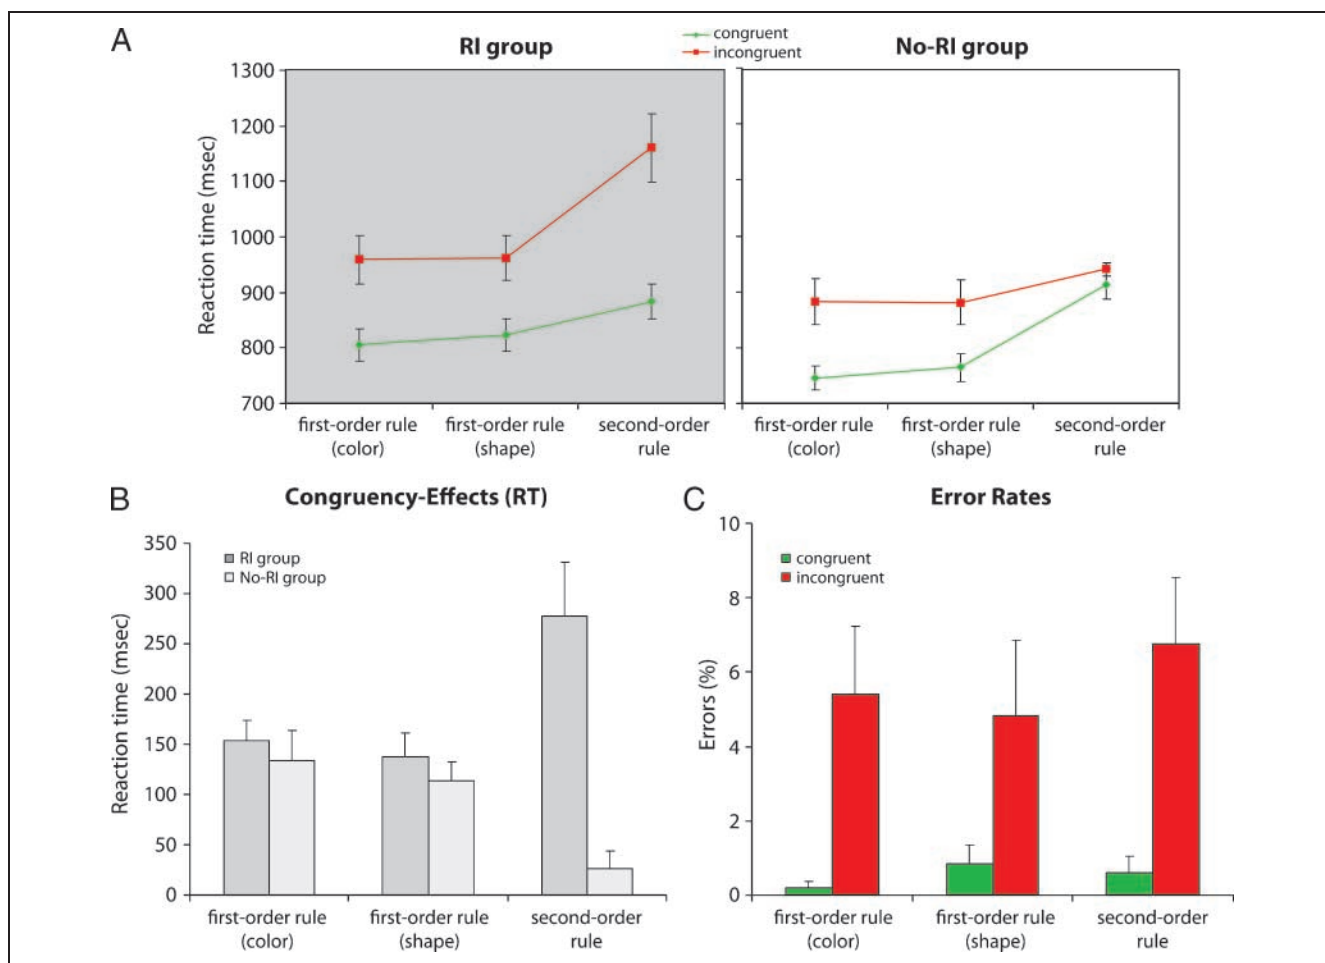 A
RI group
congruent
incongruent
No-RI group
1300
1200
1100
1000
900
800
700
Reaction time (msec)
first-order rule
(color)
first-order rule
(shape)
second-order
rule
first-order rule
(color)
first-order rule
(shape)
second-order
rule
B
Congruency-Effects (RT)
350
300
250
200
150
100
50
0
Reaction time (msec)
RI group
No-RI group
first-order rule
(color)
first-order rule
(shape)
second-order
rule
C
Error Rates
10
8
6
4
2
0
Errors (%)
congruent
incongruent
first-order rule
(color)
first-order rule
(shape)
second-order
rule